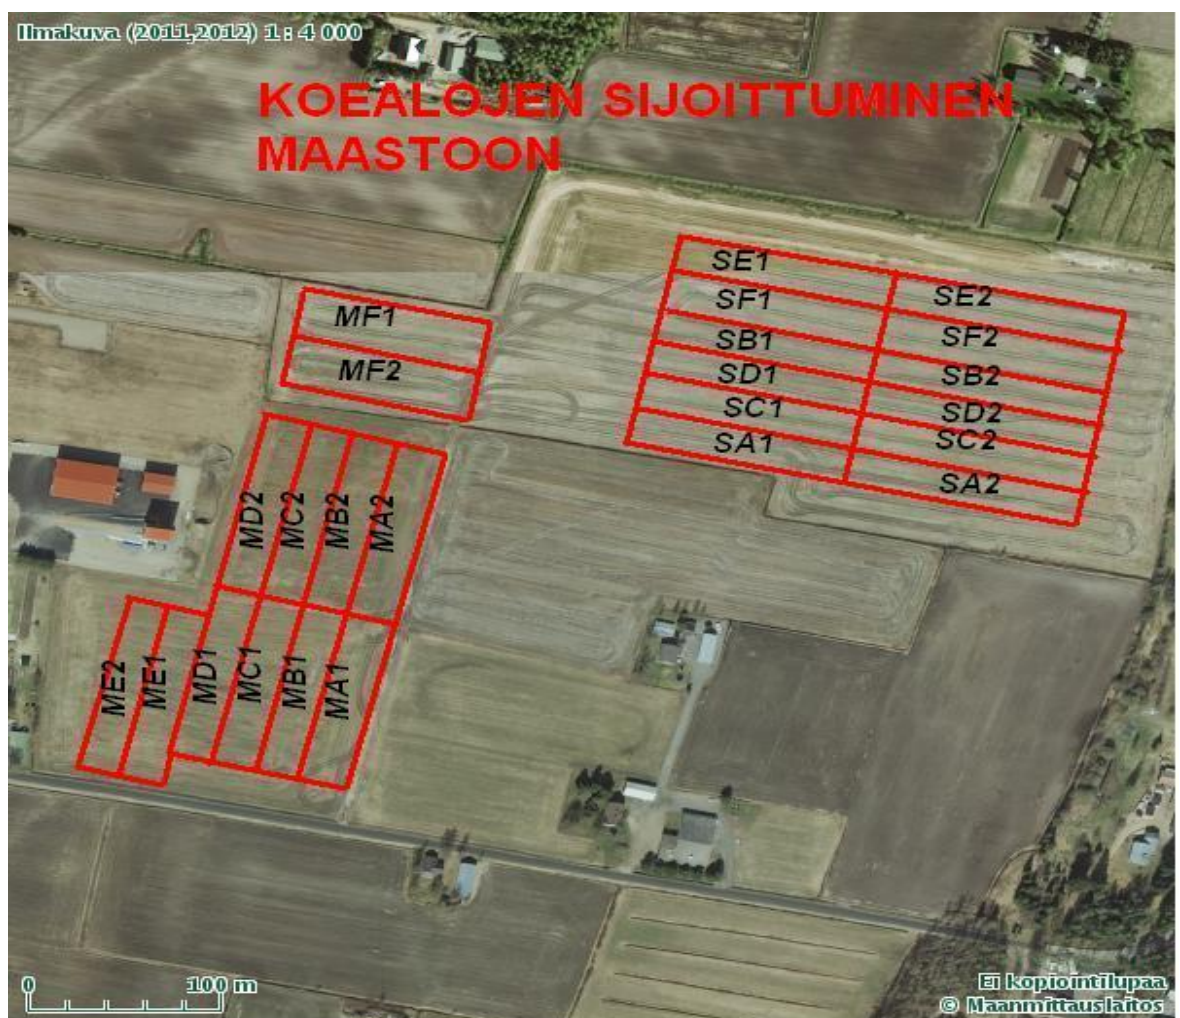 Ilmakuva (2011,2012) 1 : 4 000
KOEALOJEN SIJOITTUMINEN
MAASTOON
SE1
SE2
SF1
SF2
SB1
SB2
SD1
SD2
SC1
SC2
SA1
SA2
MF1
MF2
MD2
MC2
MB2
MA2
ME2
ME1
MD1
MC1
MB1
MA1
0 100 m
Ei kopiointilupaa
© Maanmittauslaitos